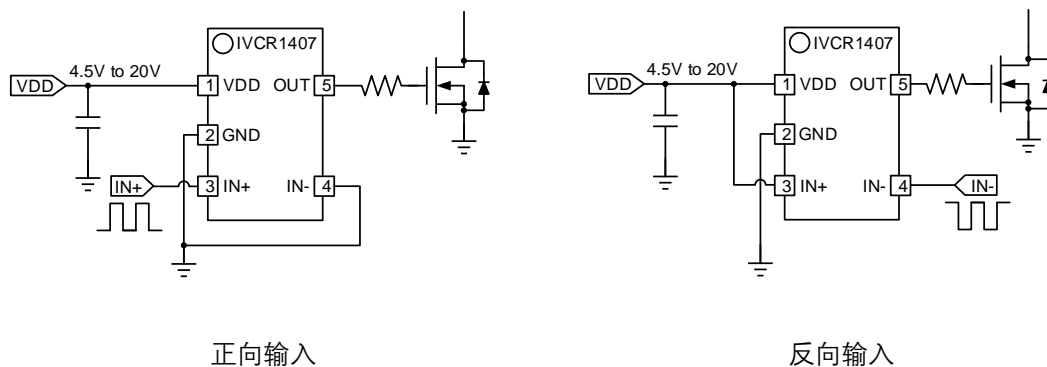 IVCR1407
VDD
4.5V to 20V
1 VDD OUT 5
2 GND
IN+
3 IN+ IN- 4
正向输入
IVCR1407
VDD
4.5V to 20V
1 VDD OUT 5
2 GND
3 IN+ IN- 4
IN-
反向输入